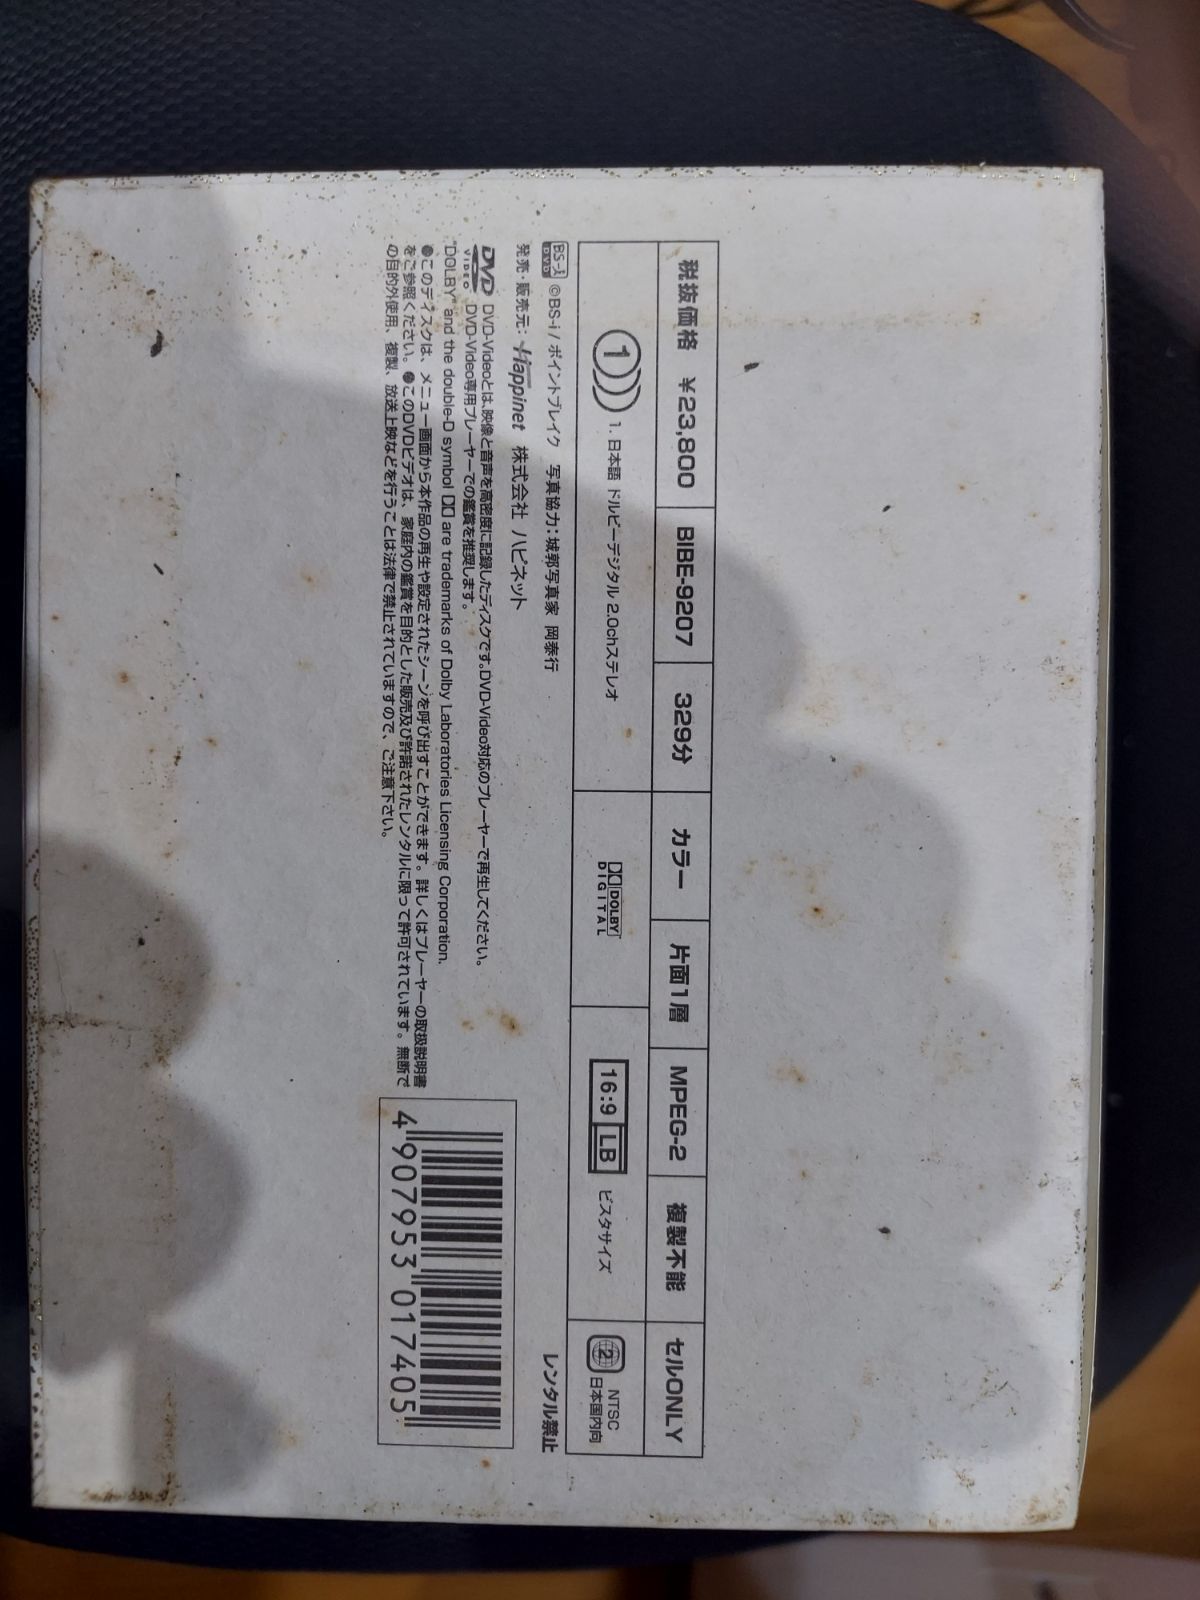 税抜価格 ¥23,800 BIBE-9207 329分 カラー 片面1層 MPEG-2 複製不能 セルONLY
1 1. 日本語 ドルビーデジタル 2.0chステレオ DOLBY DIGITAL 16:9 LB ビスタサイズ 2 NTSC 日本国内向
BS-i DVD ©BS-i / ポイントブレイク 写真協力：城郭写真家 岡泰行 レンタル禁止
発売・販売元：Happinet 株式会社 ハピネット
DVD VIDEO DVD-Videoとは、映像と音声を高密度に記録したディスクです。DVD-Video対応のプレーヤーで再生してください。
DVD-Video専用プレーヤーでの鑑賞を推奨します。
"DOLBY" and the double-D symbol are trademarks of Dolby Laboratories Licensing Corporation.
●このディスクは、メニュー画面から本作品の再生や設定されたシーンを呼び出すことができます。詳しくはプレーヤーの取扱説明書
をご参照ください。●このDVDビデオは、家庭内の鑑賞を目的とした販売及び許諾されたレンタルに限って許可されています。無断で
の目的外使用、複製、放送上映などを行うことは法律で禁止されていますので、ご注意下さい。
4 907953 017405